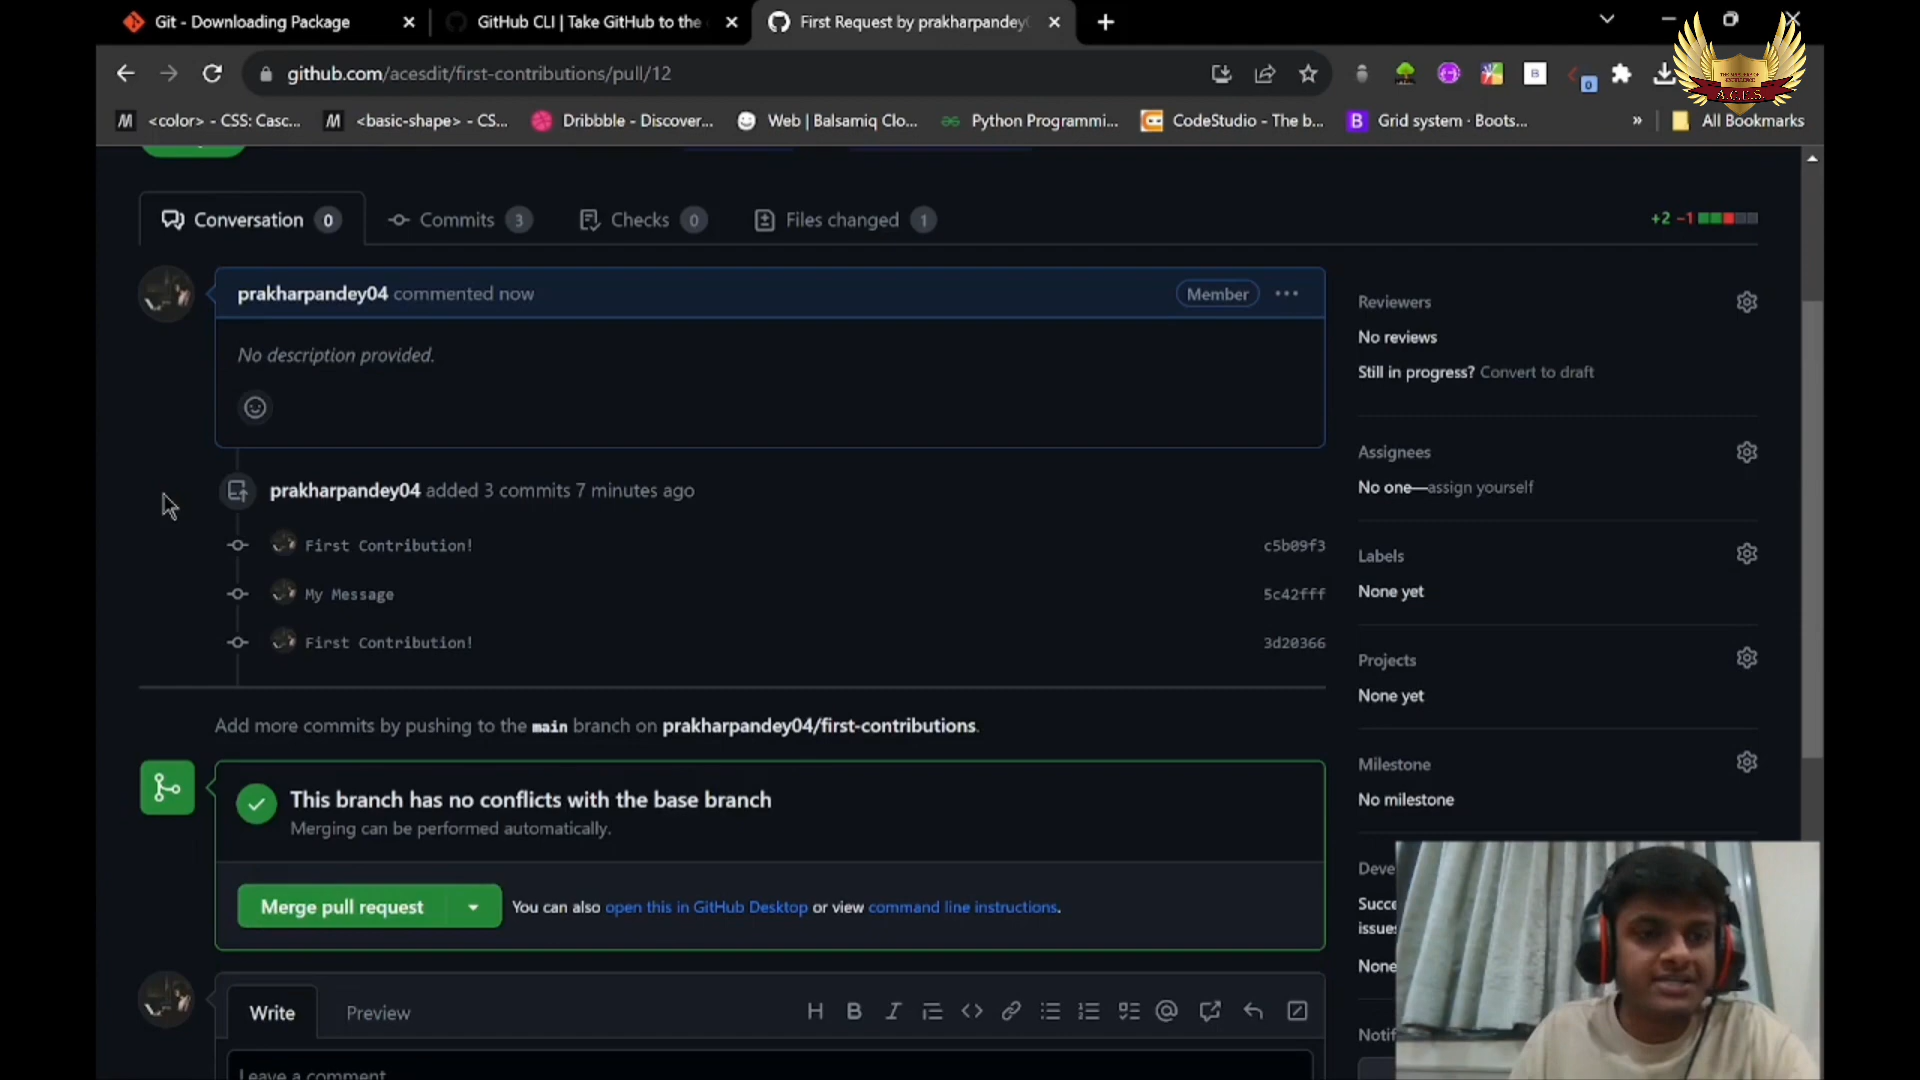 Git - Downloading Package
GitHub CLI | Take GitHub to the
First Request by prakharpandey
github.com/acesdit/first-contributions/pull/12
B
0
A.C.E.S.
<color> - CSS: Casc...
<basic-shape> - CS...
Dribbble - Discover...
Web | Balsamiq Clo...
Python Programmi...
CodeStudio - The b...
B Grid system · Boots...
»
All Bookmarks
Conversation 0
Commits 3
Checks 0
Files changed 1
+2 −1
prakharpandey04 commented now
Member
No description provided.
Reviewers
No reviews
Still in progress? Convert to draft
Assignees
No one—assign yourself
prakharpandey04 added 3 commits 7 minutes ago
First Contribution! c5b09f3
My Message 5c42fff
First Contribution! 3d20366
Labels
None yet
Projects
None yet
Add more commits by pushing to the main branch on prakharpandey04/first-contributions.
Milestone
No milestone
This branch has no conflicts with the base branch
Merging can be performed automatically.
Merge pull request
You can also open this in GitHub Desktop or view command line instructions.
Deve
Succe
issue
None
Notif
Write
Preview
Leave a comment